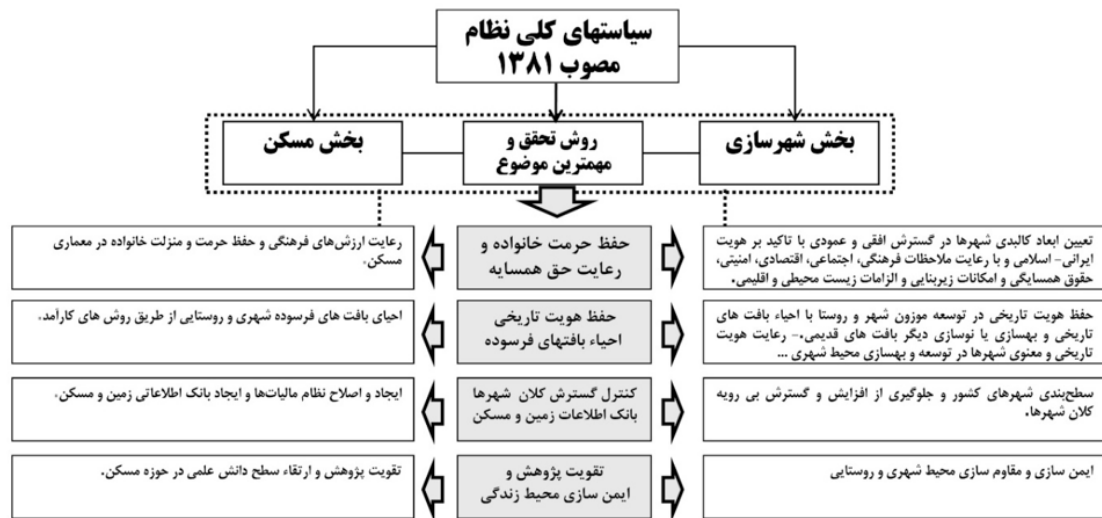 سیاستهای کلی نظام
مصوب ۱۳۸۱
بخش شهرسازی
روش تحقق و
مهمترین موضوع
بخش مسکن
تعیین ابعاد کالبدی شهرها در گسترش افقی و عمودی با تاکید بر هویت
ایرانی- اسلامی و با رعایت ملاحظات فرهنگی، اجتماعی، اقتصادی، امنیتی،
حقوق همسایگی و امکانات زیربنایی و الزامات زیست محیطی و اقلیمی.
حفظ حرمت خانواده و
رعایت حق همسایه
رعایت ارزش‌های فرهنگی و حفظ حرمت و منزلت خانواده در معماری
مسکن.
حفظ هویت تاریخی در توسعه موزون شهر و روستا با احیاء بافت های
تاریخی و بهسازی یا نوسازی دیگر بافت های قدیمی.- رعایت هویت
تاریخی و معنوی شهرها در توسعه و بهسازی محیط شهری ...
حفظ هویت تاریخی
احیاء بافتهای فرسوده
احیای بافت های فرسوده شهری و روستایی از طریق روش های کارآمد.
سطح‌بندی شهرهای کشور و جلوگیری از افزایش و گسترش بی رویه
کلان شهرها.
کنترل گسترش کلان شهرها
بانک اطلاعات زمین و مسکن
ایجاد و اصلاح نظام مالیات‌ها و ایجاد بانک اطلاعاتی زمین و مسکن.
ایمن سازی و مقاوم سازی محیط شهری و روستایی
تقویت پژوهش و
ایمن سازی محیط زندگی
تقویت پژوهش و ارتقاء سطح دانش علمی در حوزه مسکن.